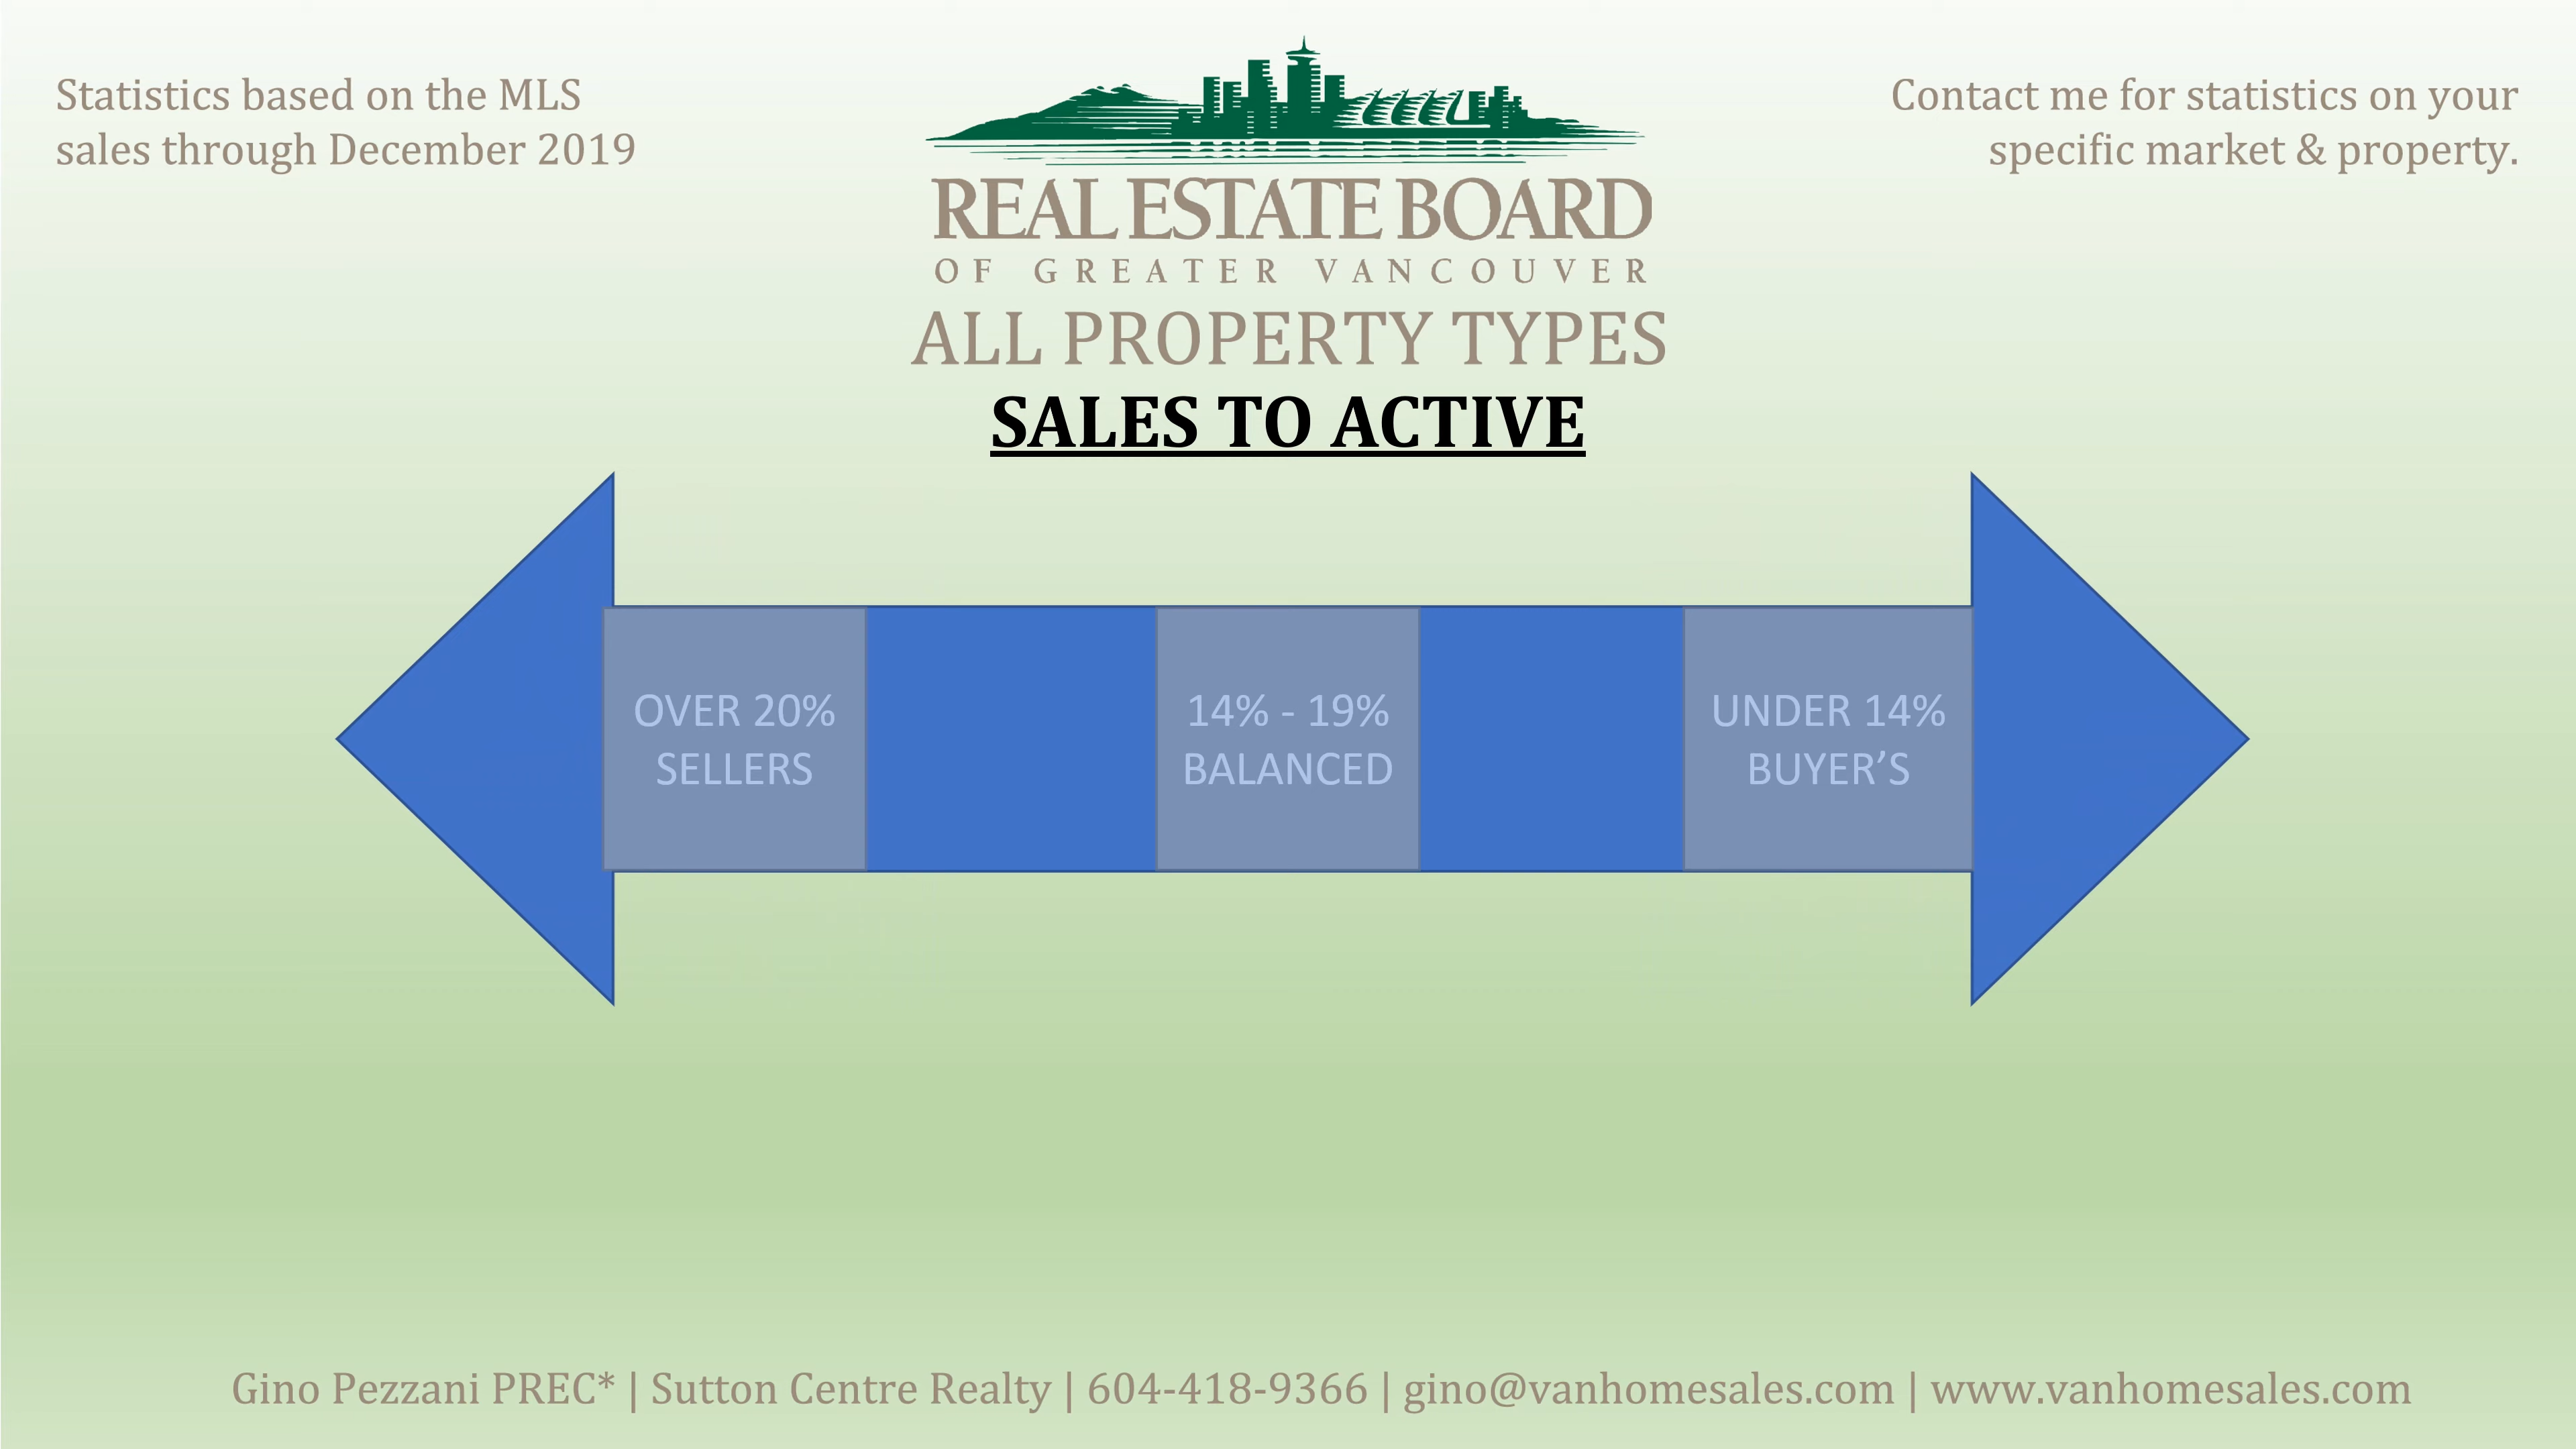 Statistics based on the MLS
sales through December 2019
Contact me for statistics on your
specific market & property.
REAL ESTATE BOARD
OF GREATER VANCOUVER
ALL PROPERTY TYPES
SALES TO ACTIVE
OVER 20%
SELLERS
14% - 19%
BALANCED
UNDER 14%
BUYER’S
Gino Pezzani PREC* | Sutton Centre Realty | 604-418-9366 | gino@vanhomesales.com | www.vanhomesales.com